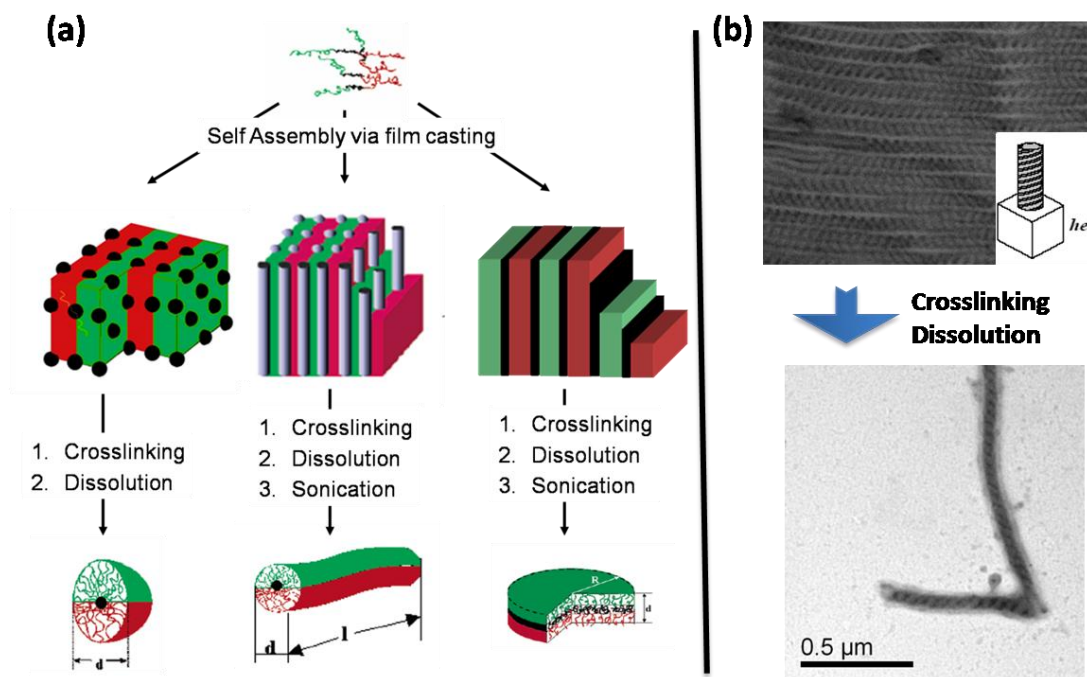 (a)
Self Assembly via film casting
1. Crosslinking
2. Dissolution
d
1. Crosslinking
2. Dissolution
3. Sonication
d
l
1. Crosslinking
2. Dissolution
3. Sonication
R
d
(b)
he
Crosslinking
Dissolution
0.5 μm